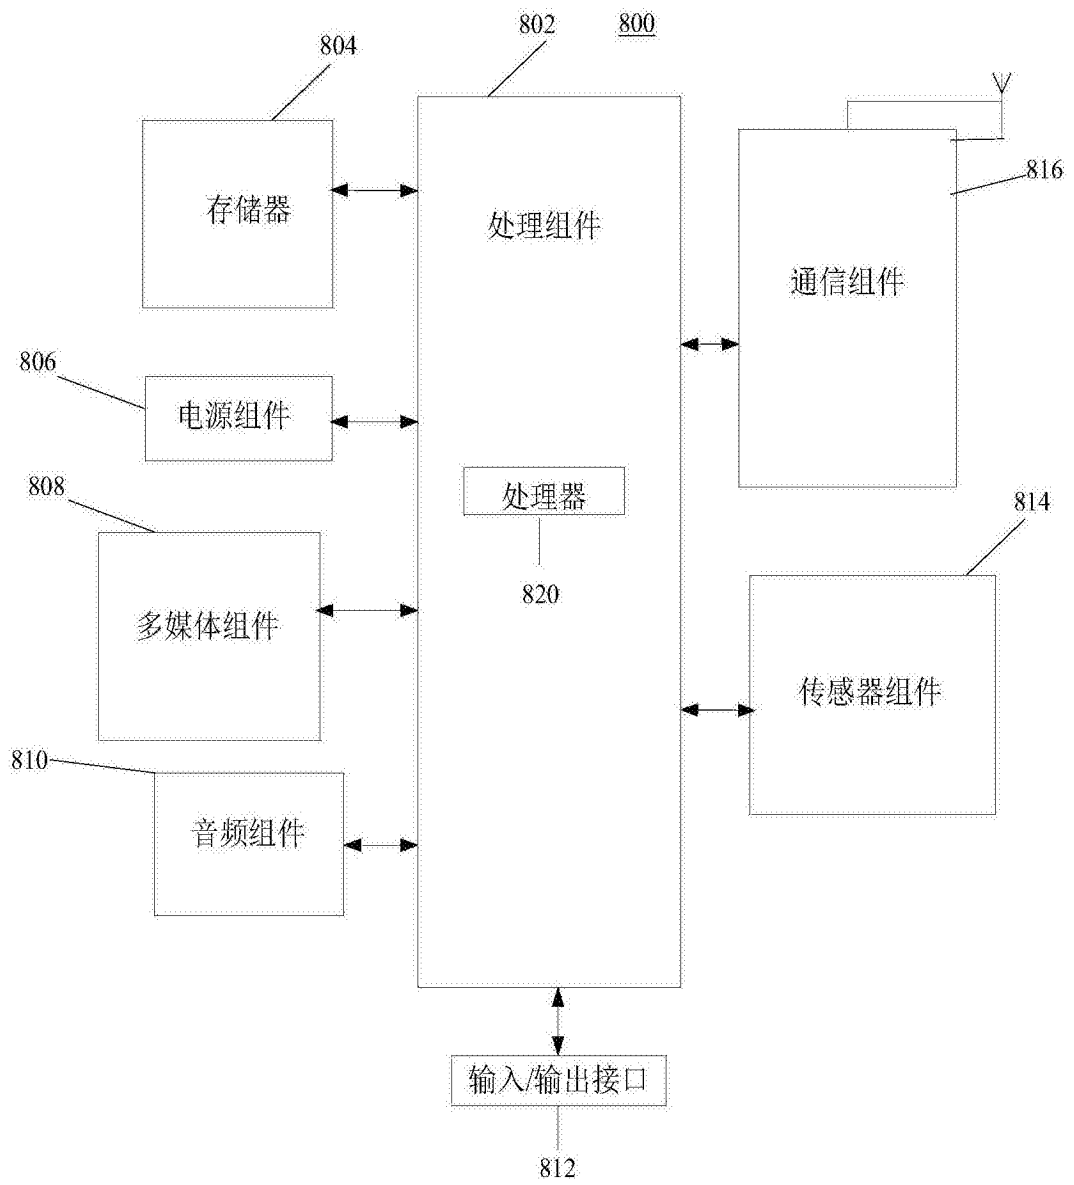 802
800
804
816
存储器
处理组件
通信组件
806
电源组件
808
处理器
814
820
多媒体组件
传感器组件
810
音频组件
输入/输出接口
812